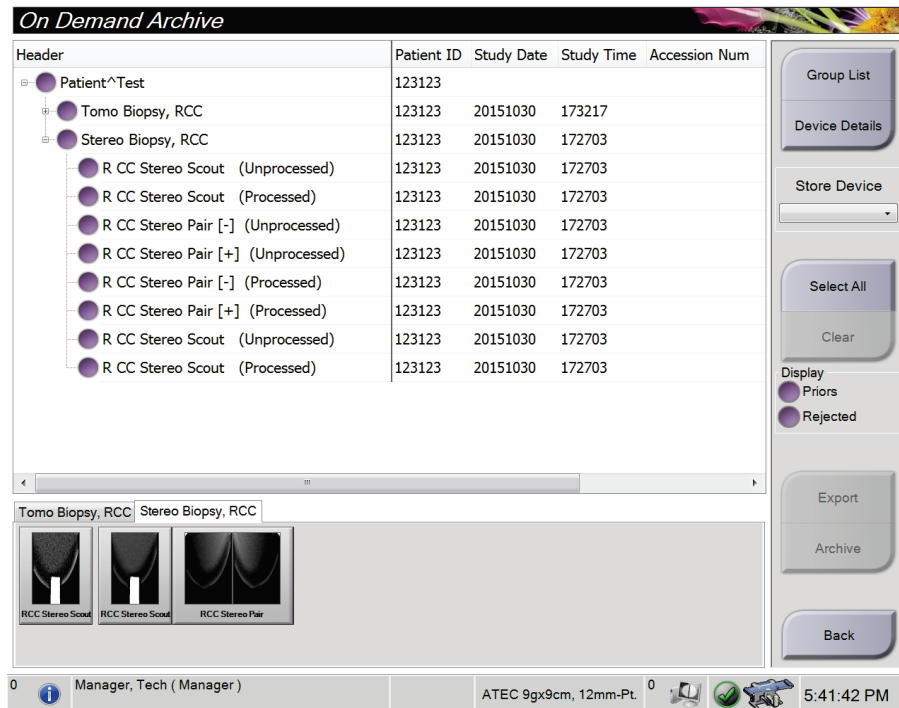 On Demand Archive
Header Patient ID Study Date Study Time Accession Num
Patient^Test 123123
Tomo Biopsy, RCC 123123 20151030 173217
Stereo Biopsy, RCC 123123 20151030 172703
R CC Stereo Scout (Unprocessed) 123123 20151030 172703
R CC Stereo Scout (Processed) 123123 20151030 172703
R CC Stereo Pair [-] (Unprocessed) 123123 20151030 172703
R CC Stereo Pair [+] (Unprocessed) 123123 20151030 172703
R CC Stereo Pair [-] (Processed) 123123 20151030 172703
R CC Stereo Pair [+] (Processed) 123123 20151030 172703
R CC Stereo Scout (Unprocessed) 123123 20151030 172703
R CC Stereo Scout (Processed) 123123 20151030 172703
Group List
Device Details
Store Device
Select All
Clear
Display
Priors
Rejected
Export
Archive
Back
Tomo Biopsy, RCC Stereo Biopsy, RCC
RCC Stereo Scout RCC Stereo Scout RCC Stereo Pair
0 Manager, Tech ( Manager ) ATEC 9gx9cm, 12mm-Pt. 0 5:41:42 PM